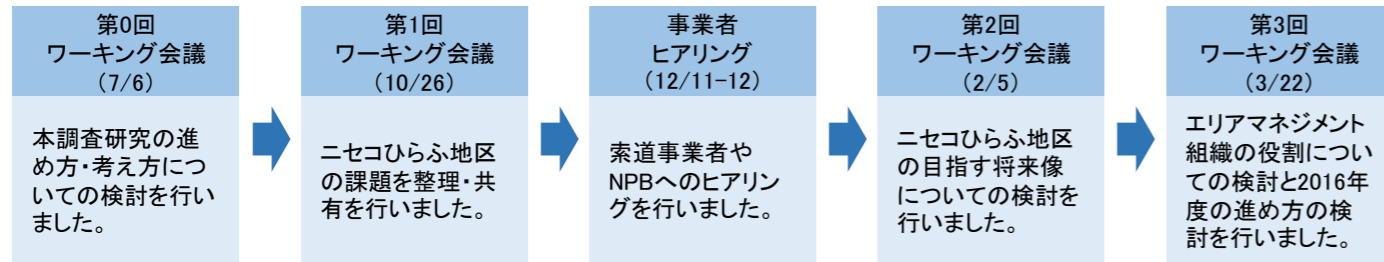 第0回
ワーキング会議
(7/6)
本調査研究の進
め方・考え方につ
いての検討を行い
ました。
第1回
ワーキング会議
(10/26)
ニセコひらふ地区
の課題を整理・共
有を行いました。
事業者
ヒアリング
(12/11-12)
索道事業者や
NPBへのヒアリン
グを行いました。
第2回
ワーキング会議
(2/5)
ニセコひらふ地区
の目指す将来像
についての検討を
行いました。
第3回
ワーキング会議
(3/22)
エリアマネジメント
組織の役割につい
ての検討と2016年
度の進め方の検
討を行いました。